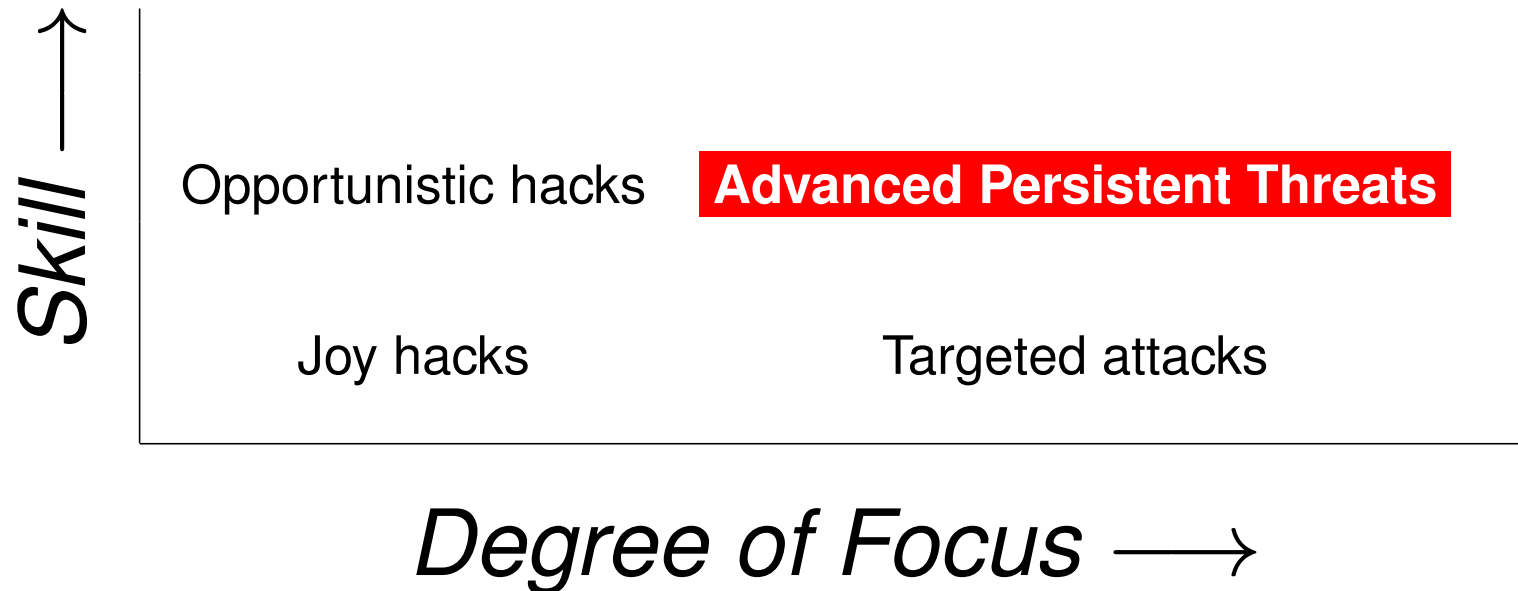 Skill
Opportunistic hacks
Advanced Persistent Threats
Joy hacks
Targeted attacks
Degree of Focus